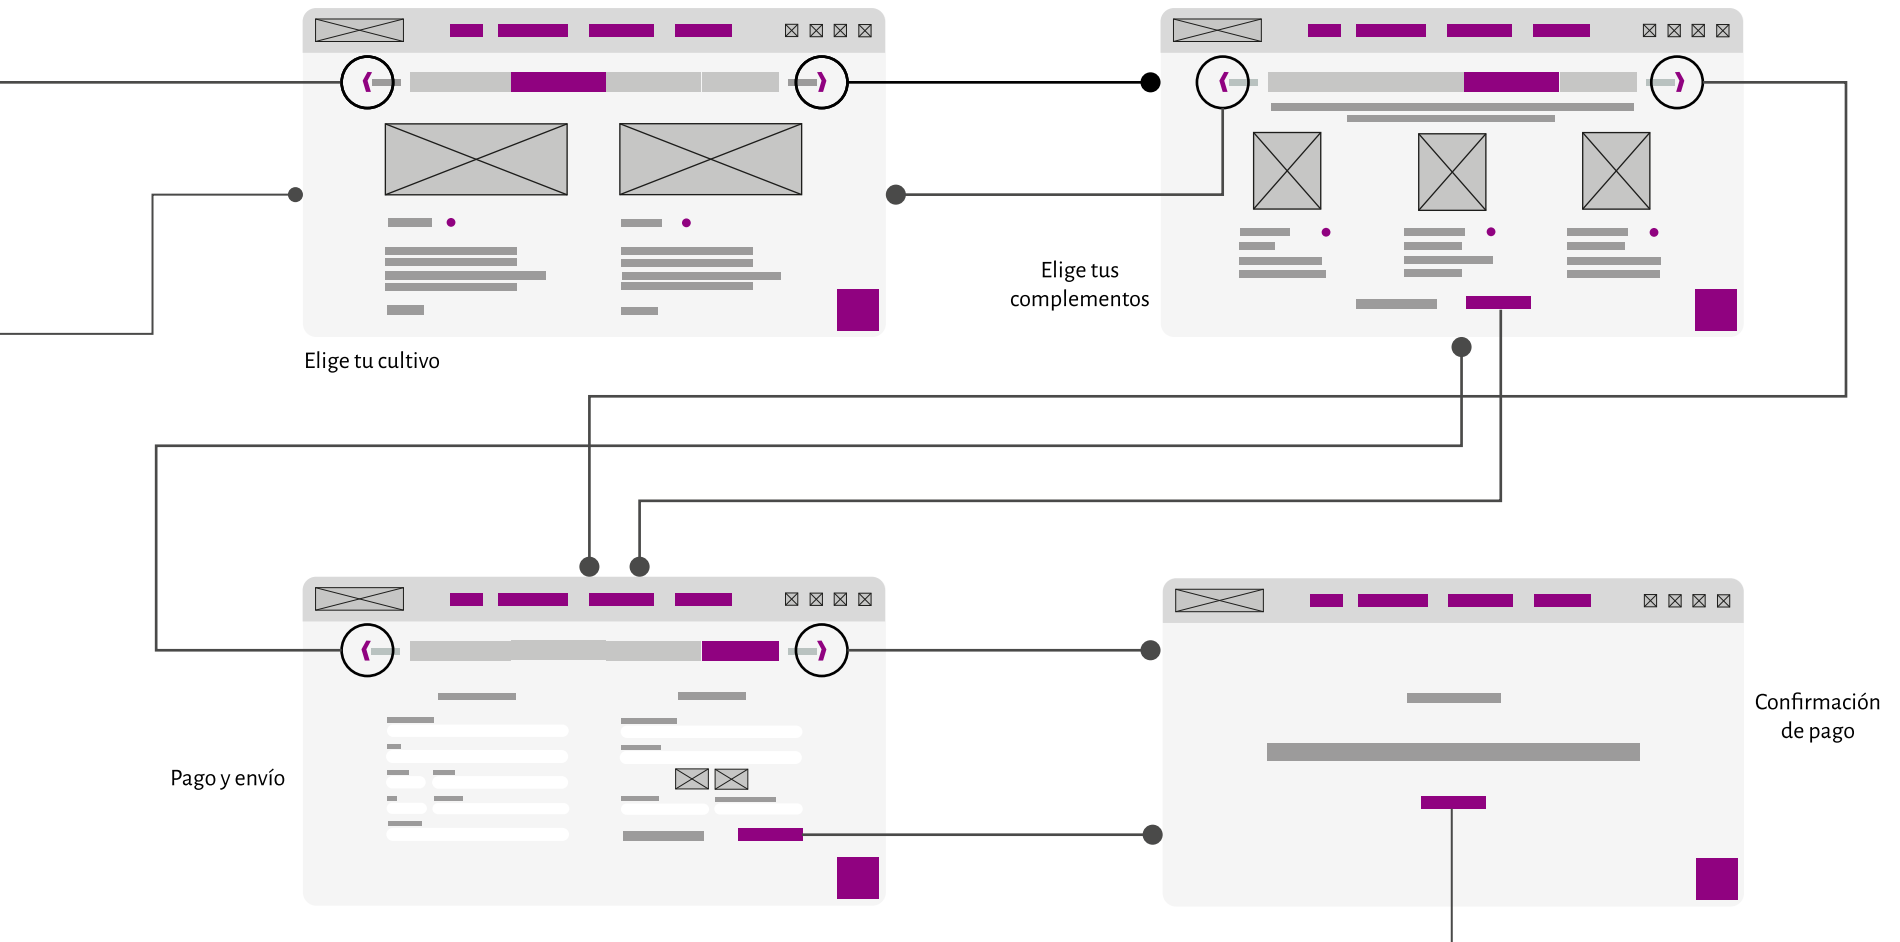 Elige tu cultivo
Elige tus
complementos
Pago y envío
Confirmación
de pago